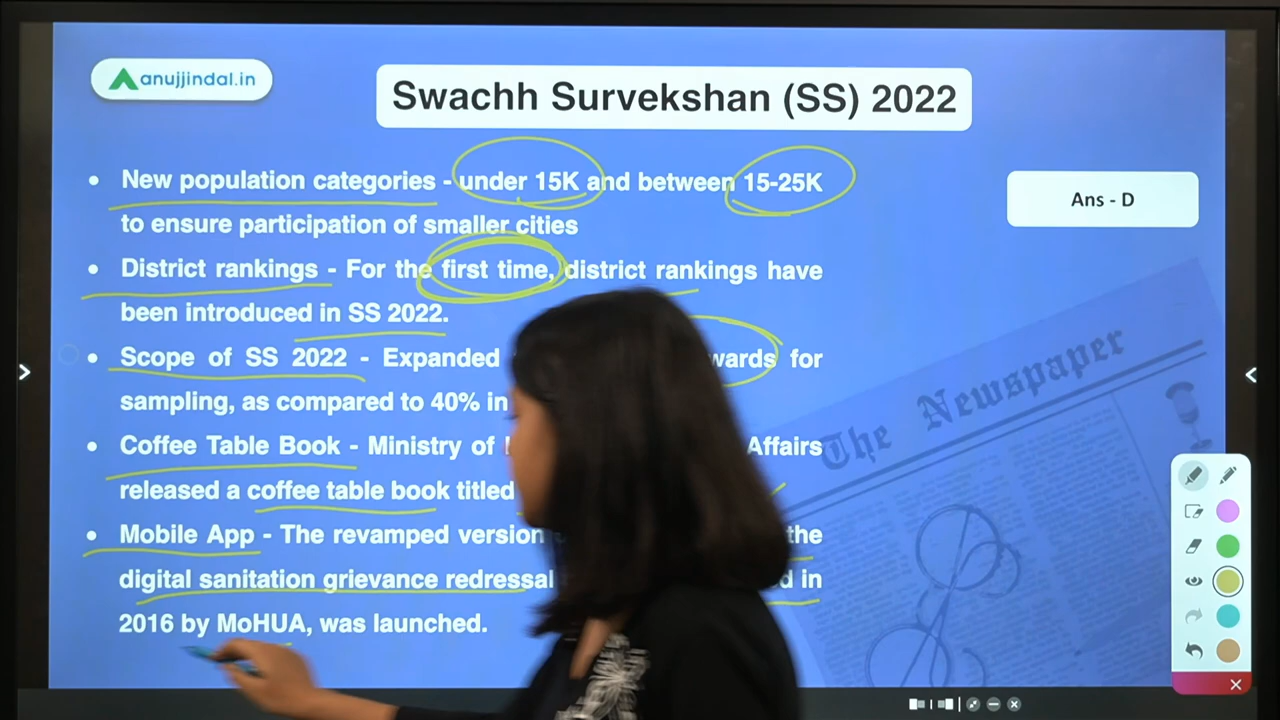 anujjindal.in
Swachh Survekshan (SS) 2022
• New population categories - under 15K and between 15-25K
to ensure participation of smaller cities
Ans - D
• District rankings - For the first time, district rankings have
been introduced in SS 2022.
• Scope of SS 2022 - Expanded wards for
sampling, as compared to 40% in
• Coffee Table Book - Ministry of Affairs
released a coffee table book titled
• Mobile App - The revamped version the
digital sanitation grievance redressal in
2016 by MoHUA, was launched.
The Newspaper